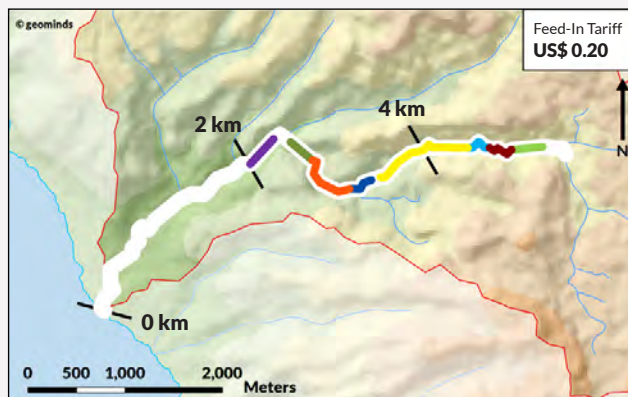 © geominds
Feed-In Tariff
US$ 0.20
2 km
4 km
N
0 km
0 500 1,000 2,000
Meters